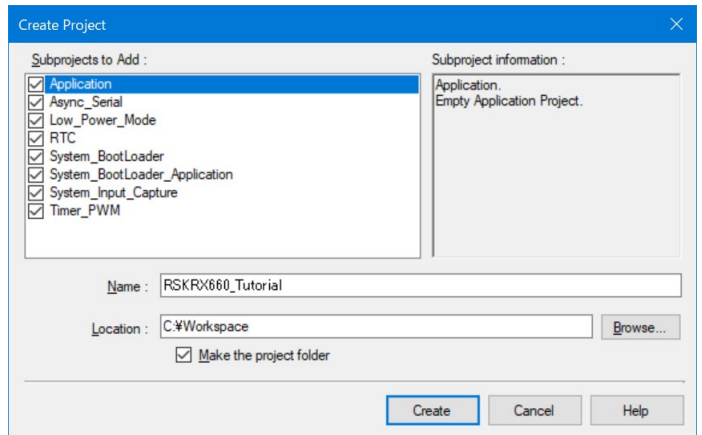 Create Project
Subprojects to Add :
Application
Async_Serial
Low_Power_Mode
RTC
System_BootLoader
System_BootLoader_Application
System_Input_Capture
Timer_PWM
Subproject information :
Application.
Empty Application Project.
Name : RSKRX660_Tutorial
Location : C:¥Workspace Browse...
Make the project folder
Create Cancel Help